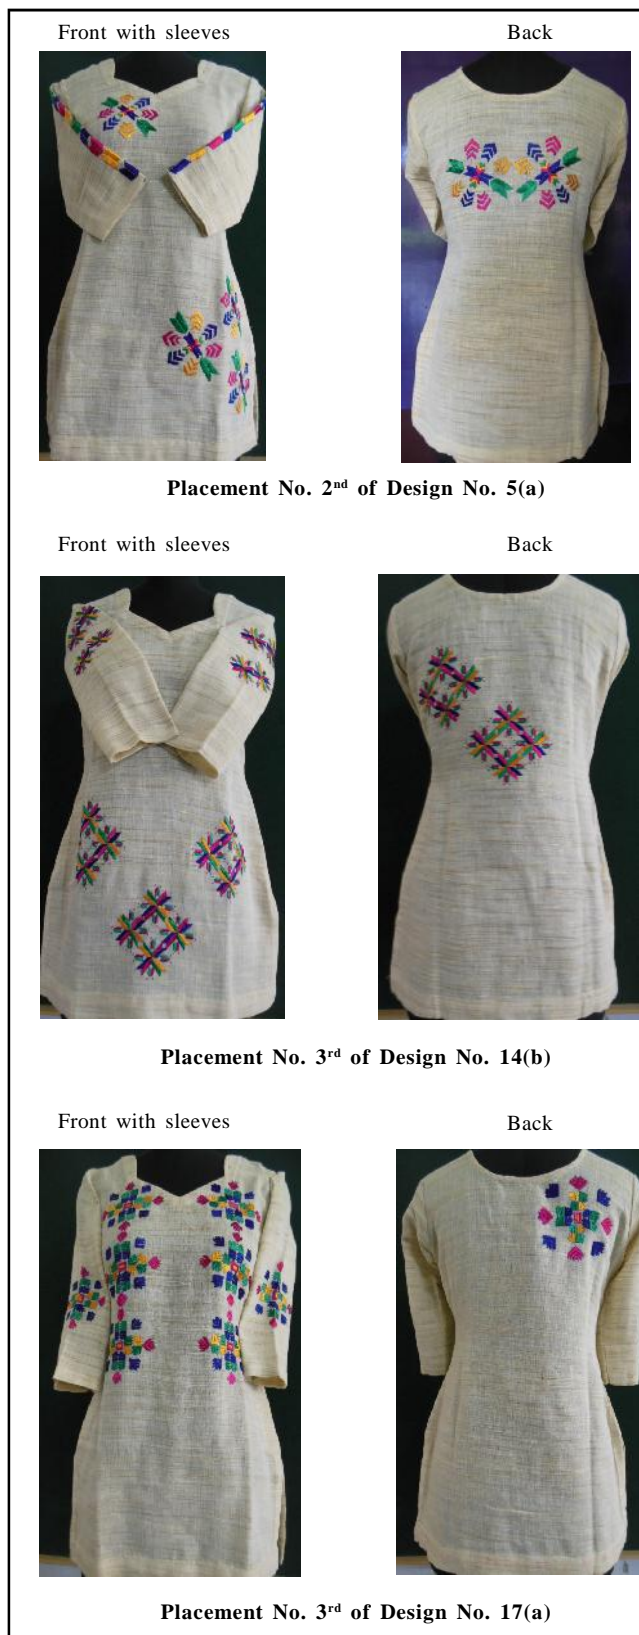 Front with sleeves Back
Placement No. 2nd of Design No. 5(a)
Front with sleeves Back
Placement No. 3rd of Design No. 14(b)
Front with sleeves Back
Placement No. 3rd of Design No. 17(a)